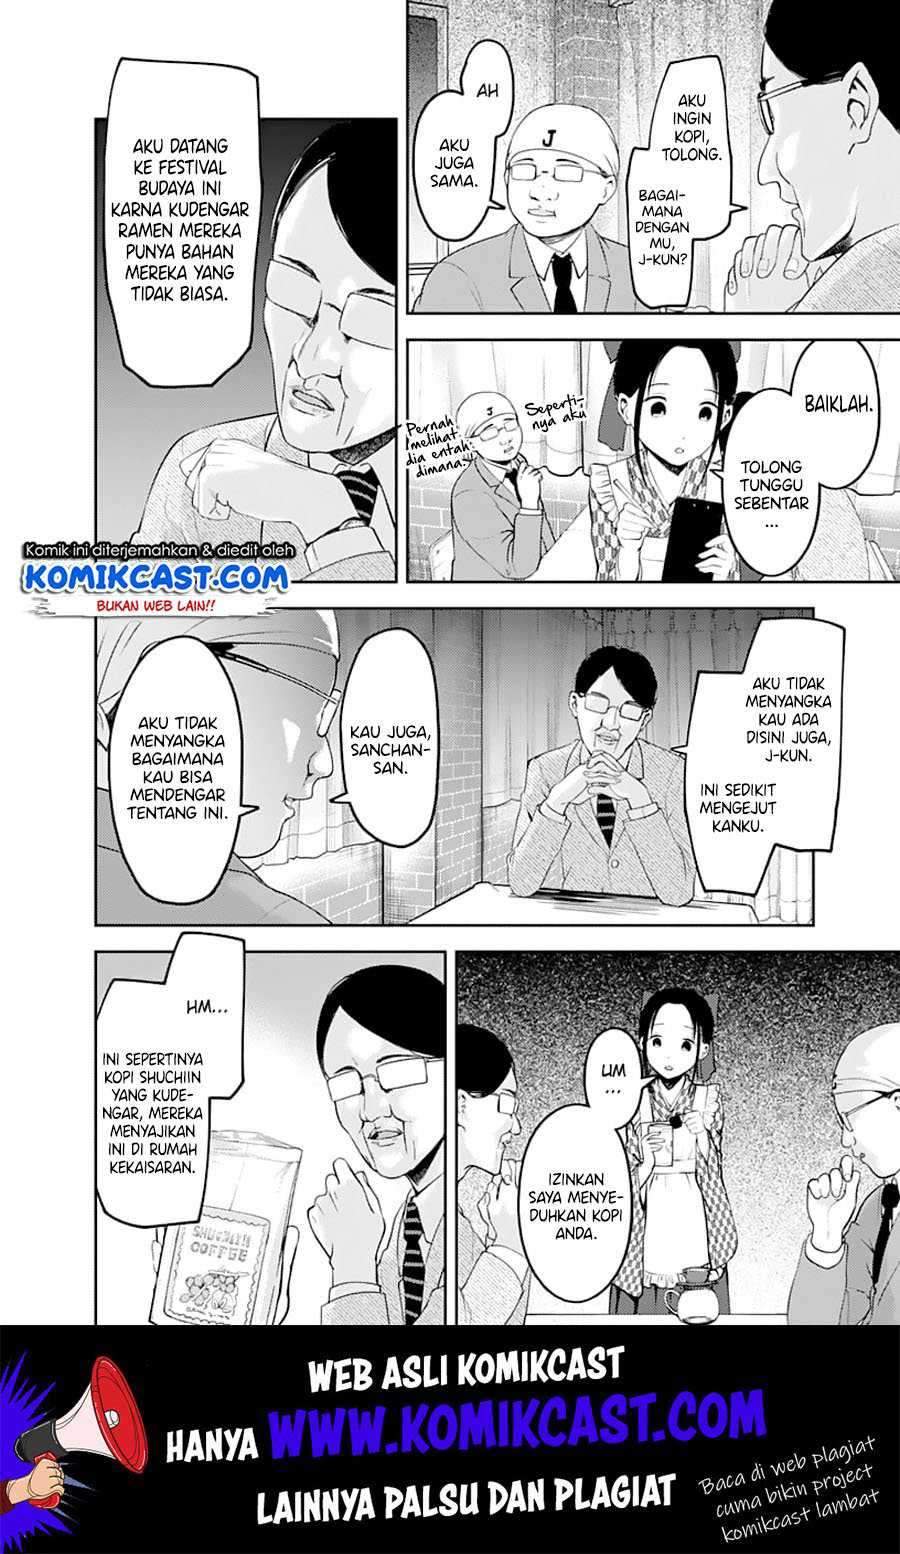 AKU
INGIN
KOPI,
TOLONG.
BAGAI-
MANA
DENGAN
MU,
J-KUN?
AH
AKU
JUGA
SAMA.
J
AKU DATANG
KE FESTIVAL
BUDAYA INI
KARNA KUDENGAR
RAMEN MEREKA
PUNYA BAHAN
MEREKA YANG
TIDAK BIASA.
BAIKLAH.
TOLONG
TUNGGU
SEBENTAR
...
Seperti-
nya aku
Pernah
melihat
dia entah
dimana.
J
Komik ini diterjemahkan & diedit oleh
KOMIKCAST.COM
BUKAN WEB LAIN!!
AKU TIDAK
MENYANGKA
KAU ADA
DISINI JUGA,
J-KUN.
INI SEDIKIT
MENGEJUT
KANKU.
KAU JUGA,
SANCHAN-
SAN.
AKU TIDAK
MENYANGKA
BAGAIMANA
KAU BISA
MENDENGAR
TENTANG INI.
UM
...
IZINKAN
SAYA MENYE-
DUHKAN KOPI
ANDA.
HM...
INI SEPERTINYA
KOPI SHUCHIIN
YANG KUDE-
NGAR, MEREKA
MENYAJIKAN
INI DI RUMAH
KEKAISARAN.
SHUCHIIN
COFFEE
WEB ASLI KOMIKCAST
HANYA WWW.KOMIKCAST.COM
LAINNYA PALSU DAN PLAGIAT
Baca di web plagiat
cuma bikin project
komikcast lambat